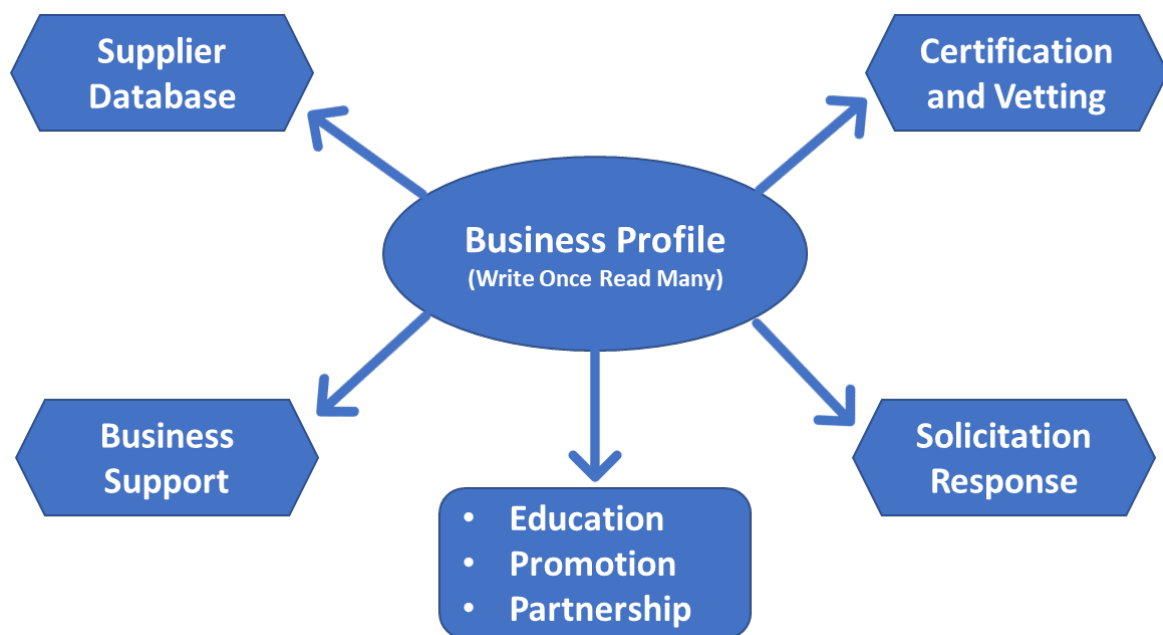 Supplier
Database
Certification
and Vetting
Business Profile
(Write Once Read Many)
Business
Support
Solicitation
Response
• Education
• Promotion
• Partnership